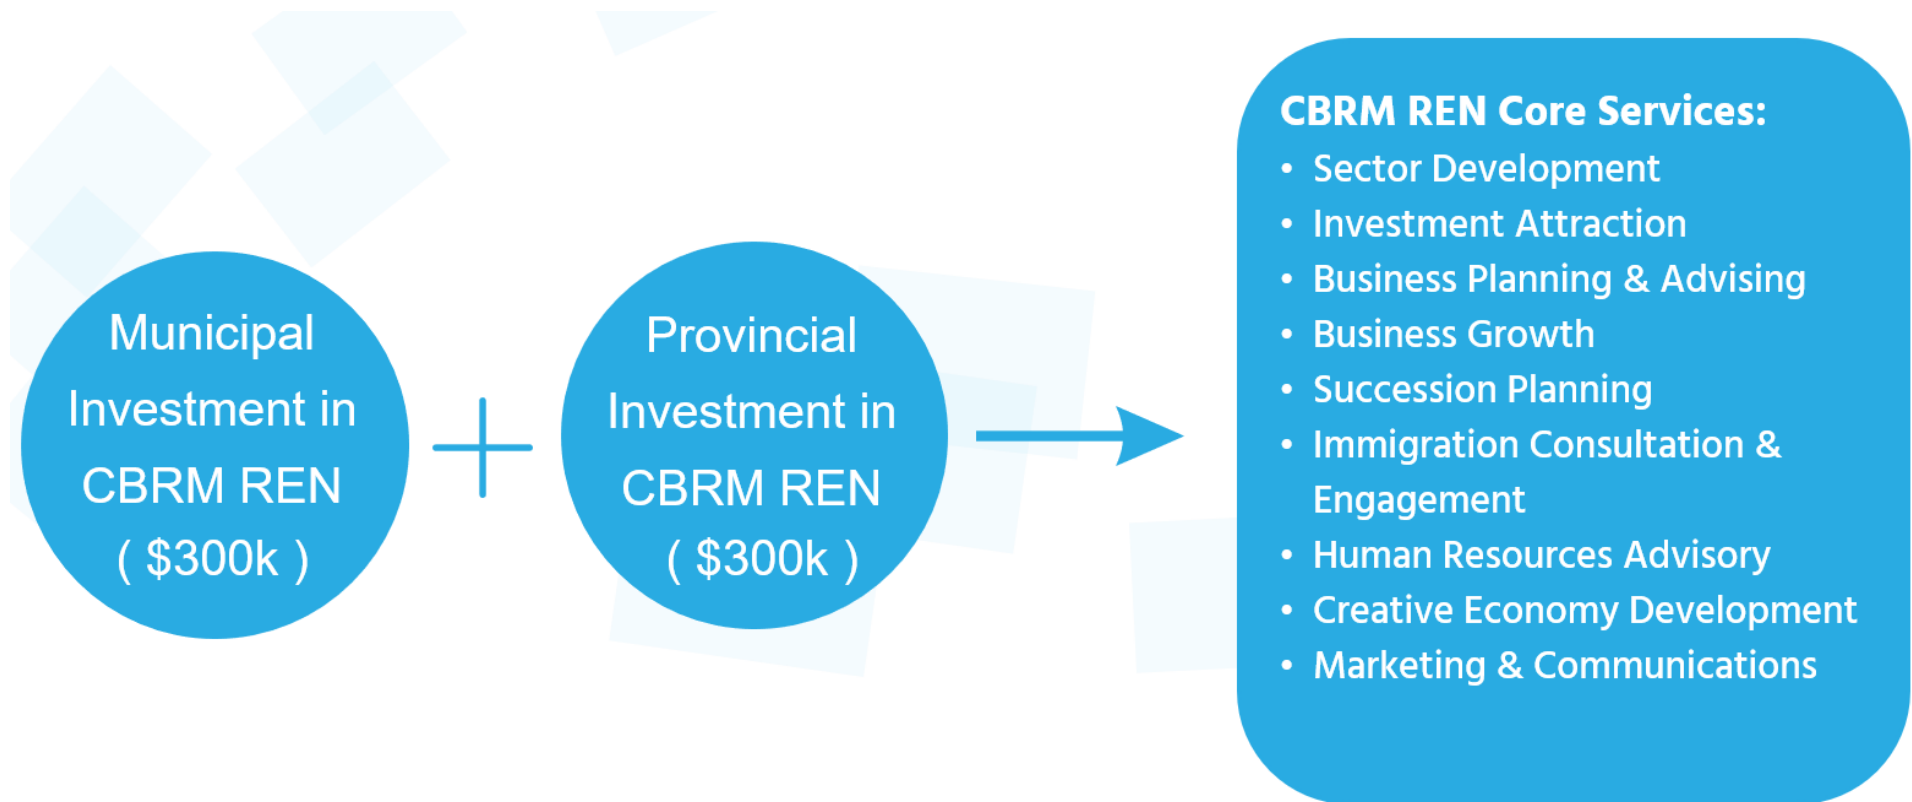 Municipal
Investment in
CBRM REN
( $300k )
Provincial
Investment in
CBRM REN
( $300k )
CBRM REN Core Services:
• Sector Development
• Investment Attraction
• Business Planning & Advising
• Business Growth
• Succession Planning
• Immigration Consultation &
Engagement
• Human Resources Advisory
• Creative Economy Development
• Marketing & Communications